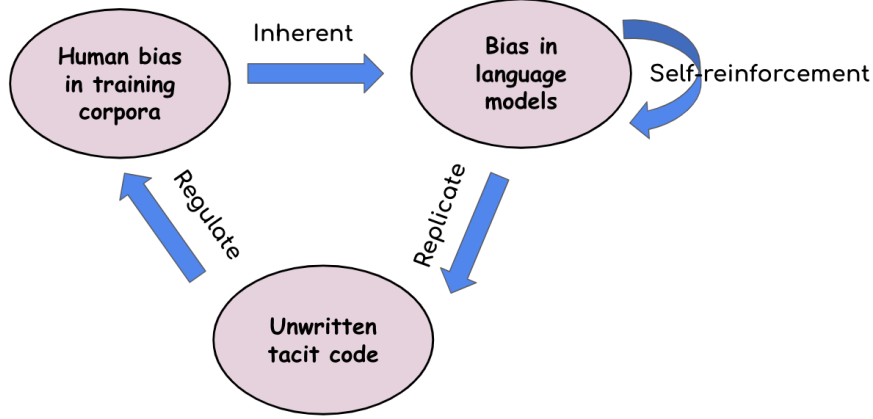 Human bias
in training
corpora
Inherent
Bias in
language
models
Self-reinforcement
Regulate
Replicate
Unwritten
tacit code